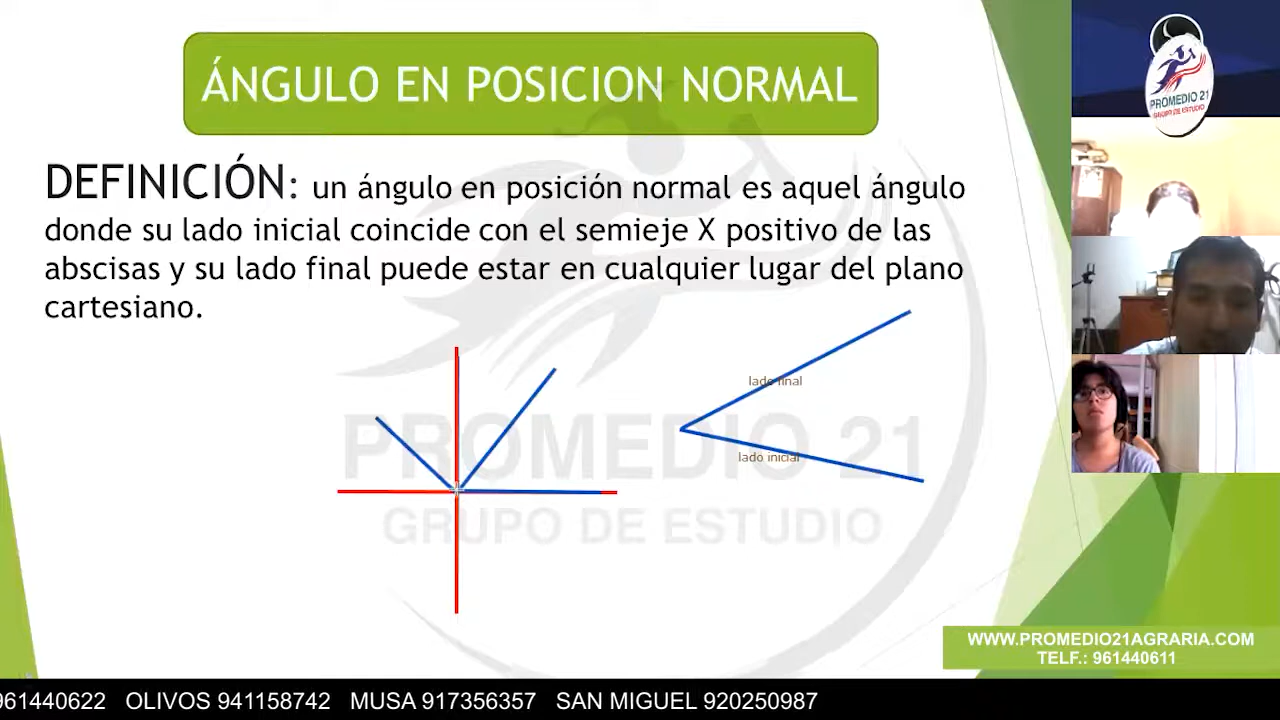 ÁNGULO EN POSICION NORMAL
DEFINICIÓN: un ángulo en posición normal es aquel ángulo
donde su lado inicial coincide con el semieje X positivo de las
abscisas y su lado final puede estar en cualquier lugar del plano
cartesiano.
lado final
lado inicial
PROMEDIO 21
GRUPO DE ESTUDIO
PROMEDIO 21
GRUPO DE ESTUDIO
WWW.PROMEDIO21AGRARIA.COM
TELF.: 961440611
961440622 OLIVOS 941158742 MUSA 917356357 SAN MIGUEL 920250987